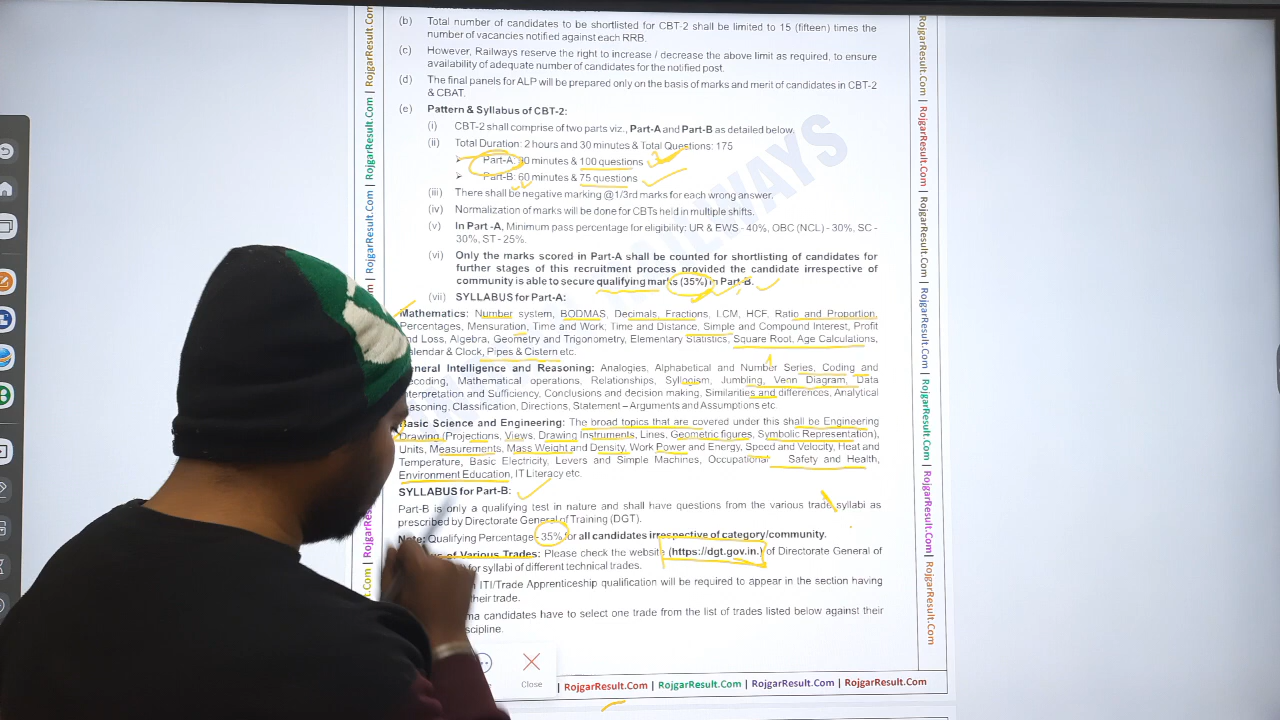 (b) Total number of candidates to be shortlisted for CBT-2 shall be limited to 15 (fifteen) times the
number of vacancies notified against each RRB.
(c) However, Railways reserve the right to increase / decrease the above limit as required, to ensure
availability of adequate number of candidates for the notified post.
(d) The final panels for ALP will be prepared only on the basis of marks and merit of candidates in CBT-2
& CBAT.
(e) Pattern & Syllabus of CBT-2:
(i) CBT-2 shall comprise of two parts viz., Part-A and Part-B as detailed below.
(ii) Total Duration: 2 hours and 30 minutes & Total Questions: 175
➢ Part-A: 90 minutes & 100 questions
➢ Part-B: 60 minutes & 75 questions
(iii) There shall be negative marking @1/3rd marks for each wrong answer.
(iv) Normalization of marks will be done for CBTs held in multiple shifts.
(v) In Part -A, Minimum pass percentage for eligibility: UR & EWS - 40%, OBC (NCL) - 30%, SC -
30%, ST - 25%.
(vi) Only the marks scored in Part-A shall be counted for shortlisting of candidates for
further stages of this recruitment process provided the candidate irrespective of
community is able to secure qualifying marks (35%) in Part-B.
(vii) SYLLABUS for Part-A:
Mathematics: Number system, BODMAS, Decimals, Fractions, LCM, HCF, Ratio and Proportion,
Percentages, Mensuration, Time and Work, Time and Distance, Simple and Compound Interest, Profit
and Loss, Algebra, Geometry and Trigonometry, Elementary Statistics, Square Root, Age Calculations,
Calendar & Clock, Pipes & Cistern etc.
General Intelligence and Reasoning: Analogies, Alphabetical and Number Series, Coding and
Decoding, Mathematical operations, Relationships, Syllogism, Jumbling, Venn Diagram, Data
Interpretation and Sufficiency, Conclusions and decision making, Similarities and differences, Analytical
reasoning, Classification, Directions, Statement – Arguments and Assumptions etc.
Basic Science and Engineering: The broad topics that are covered under this shall be Engineering
Drawing (Projections, Views, Drawing Instruments, Lines, Geometric figures, Symbolic Representation),
Units, Measurements, Mass Weight and Density, Work Power and Energy, Speed and Velocity, Heat and
Temperature, Basic Electricity, Levers and Simple Machines, Occupational Safety and Health,
Environment Education, IT Literacy etc.
SYLLABUS for Part-B:
Part-B is only a qualifying test in nature and shall have questions from the various trade syllabi as
prescribed by Directorate General of Training (DGT).
Note: Qualifying Percentage - 35% for all candidates irrespective of category/community.
of Various Trades: Please check the website (https://dgt.gov.in.) of Directorate General of
for syllabi of different technical trades.
ITI/Trade Apprenticeship qualification will be required to appear in the section having
their trade.
candidates have to select one trade from the list of trades listed below against their
Close
| RojgarResult.Com | RojgarResult.Com | RojgarResult.Com | RojgarResult.Com
RojgarResult.Com | RojgarResult.Com | RojgarResult.Com
RojgarResult.Com | RojgarResult.Com | RojgarResult.Com | RojgarResult.Com
WAYS